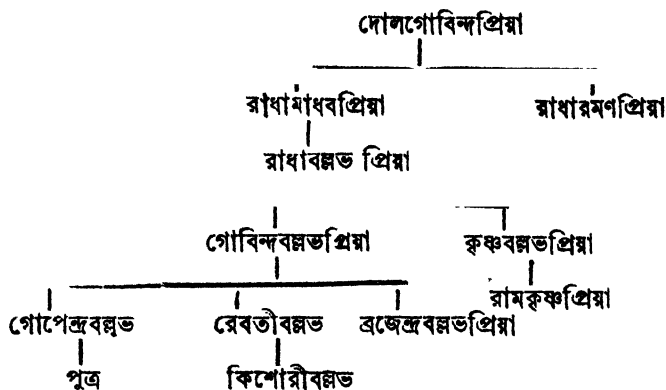 দোলগোবিন্দপ্রিয়া
রাধামাধবপ্রিয়া রাধারমণপ্রিয়া
রাধাবল্লভ প্রিয়া
গোবিন্দবল্লভপ্রিয়া কৃষ্ণবল্লভপ্রিয়া
রামকৃষ্ণপ্রিয়া
গোপেন্দ্রবল্লভ রেবতীবল্লভ ব্রজেন্দ্রবল্লভপ্রিয়া
পুত্র কিশোরীবল্লভ